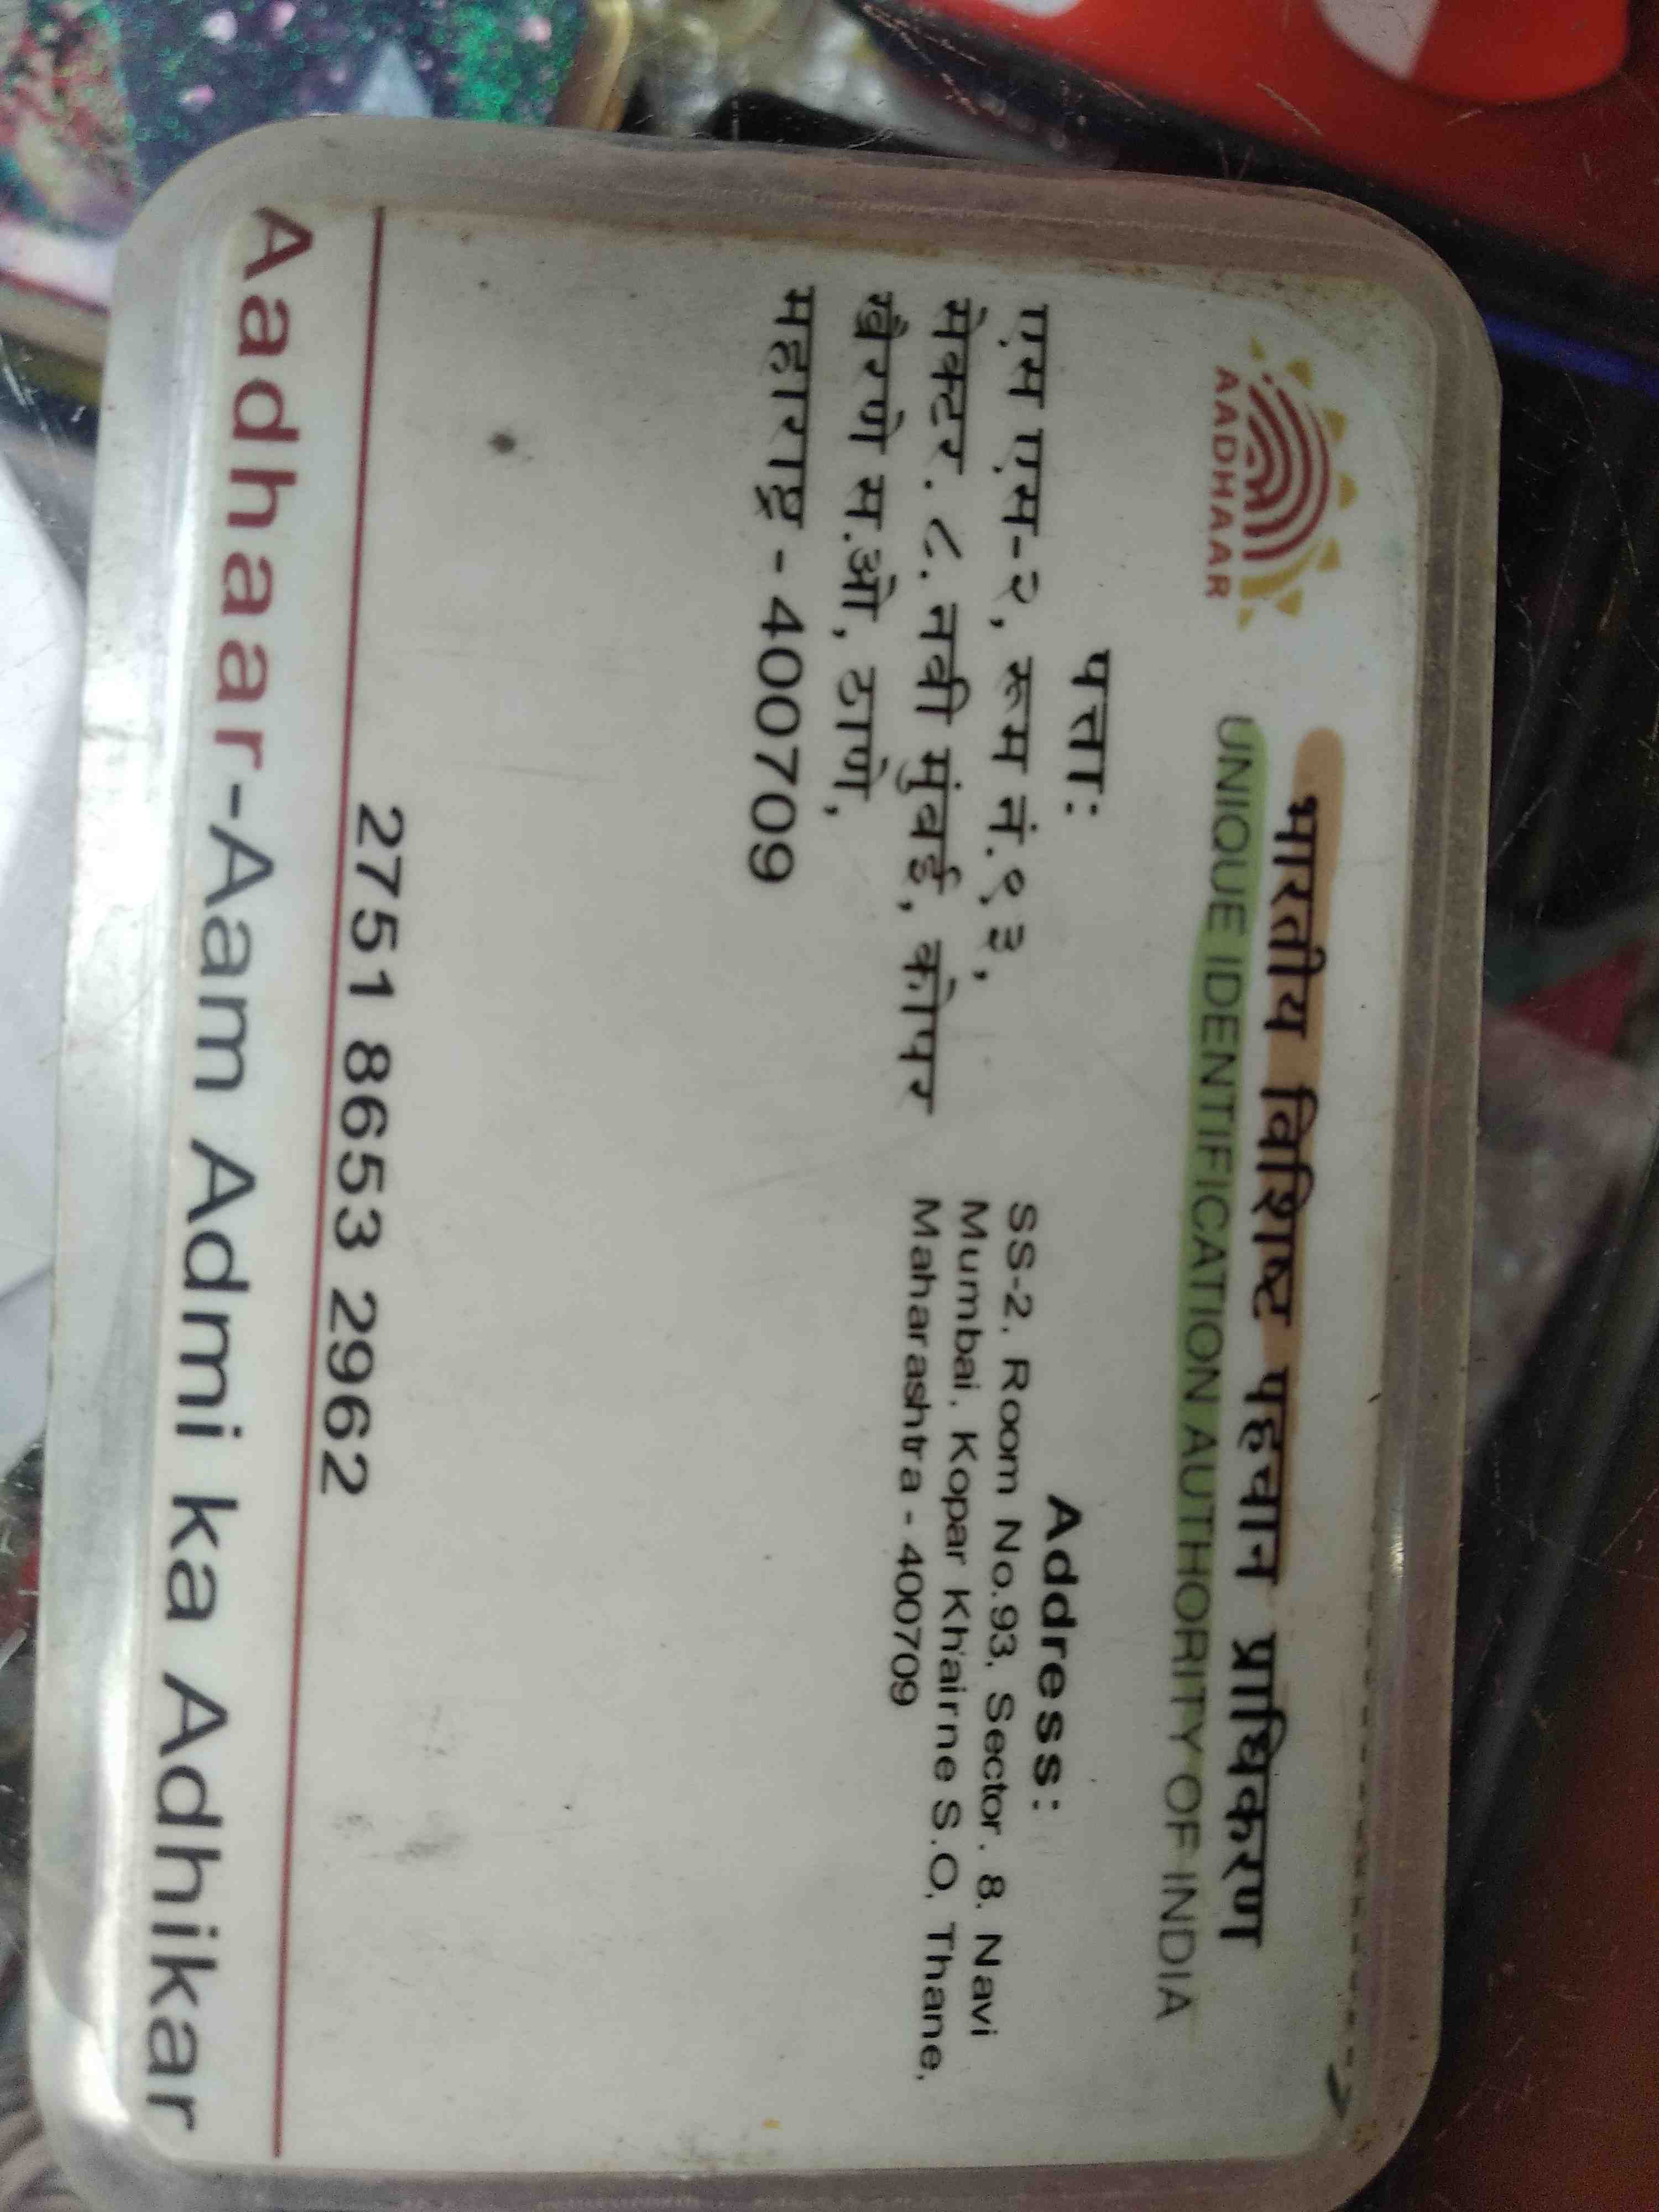 भारतीय विशिष्ट पहचान प्राधिकरण
UNIQUE IDENTIFICATION AUTHORITY OF INDIA
AADHAAR
पत्ता:
एस एस-२, रूम नं.९३,
सेक्टर. ८. नवी मुंबई, कोपर
खैरणे स.ओ, ठाणे,
महाराष्ट्र - 400709
Address:
SS-2, Room No.93, Sector. 8. Navi
Mumbai, Kopar Khairne S.O, Thane,
Maharashtra - 400709
2751 8653 2962
Aadhaar-Aam Admi ka Adhikar